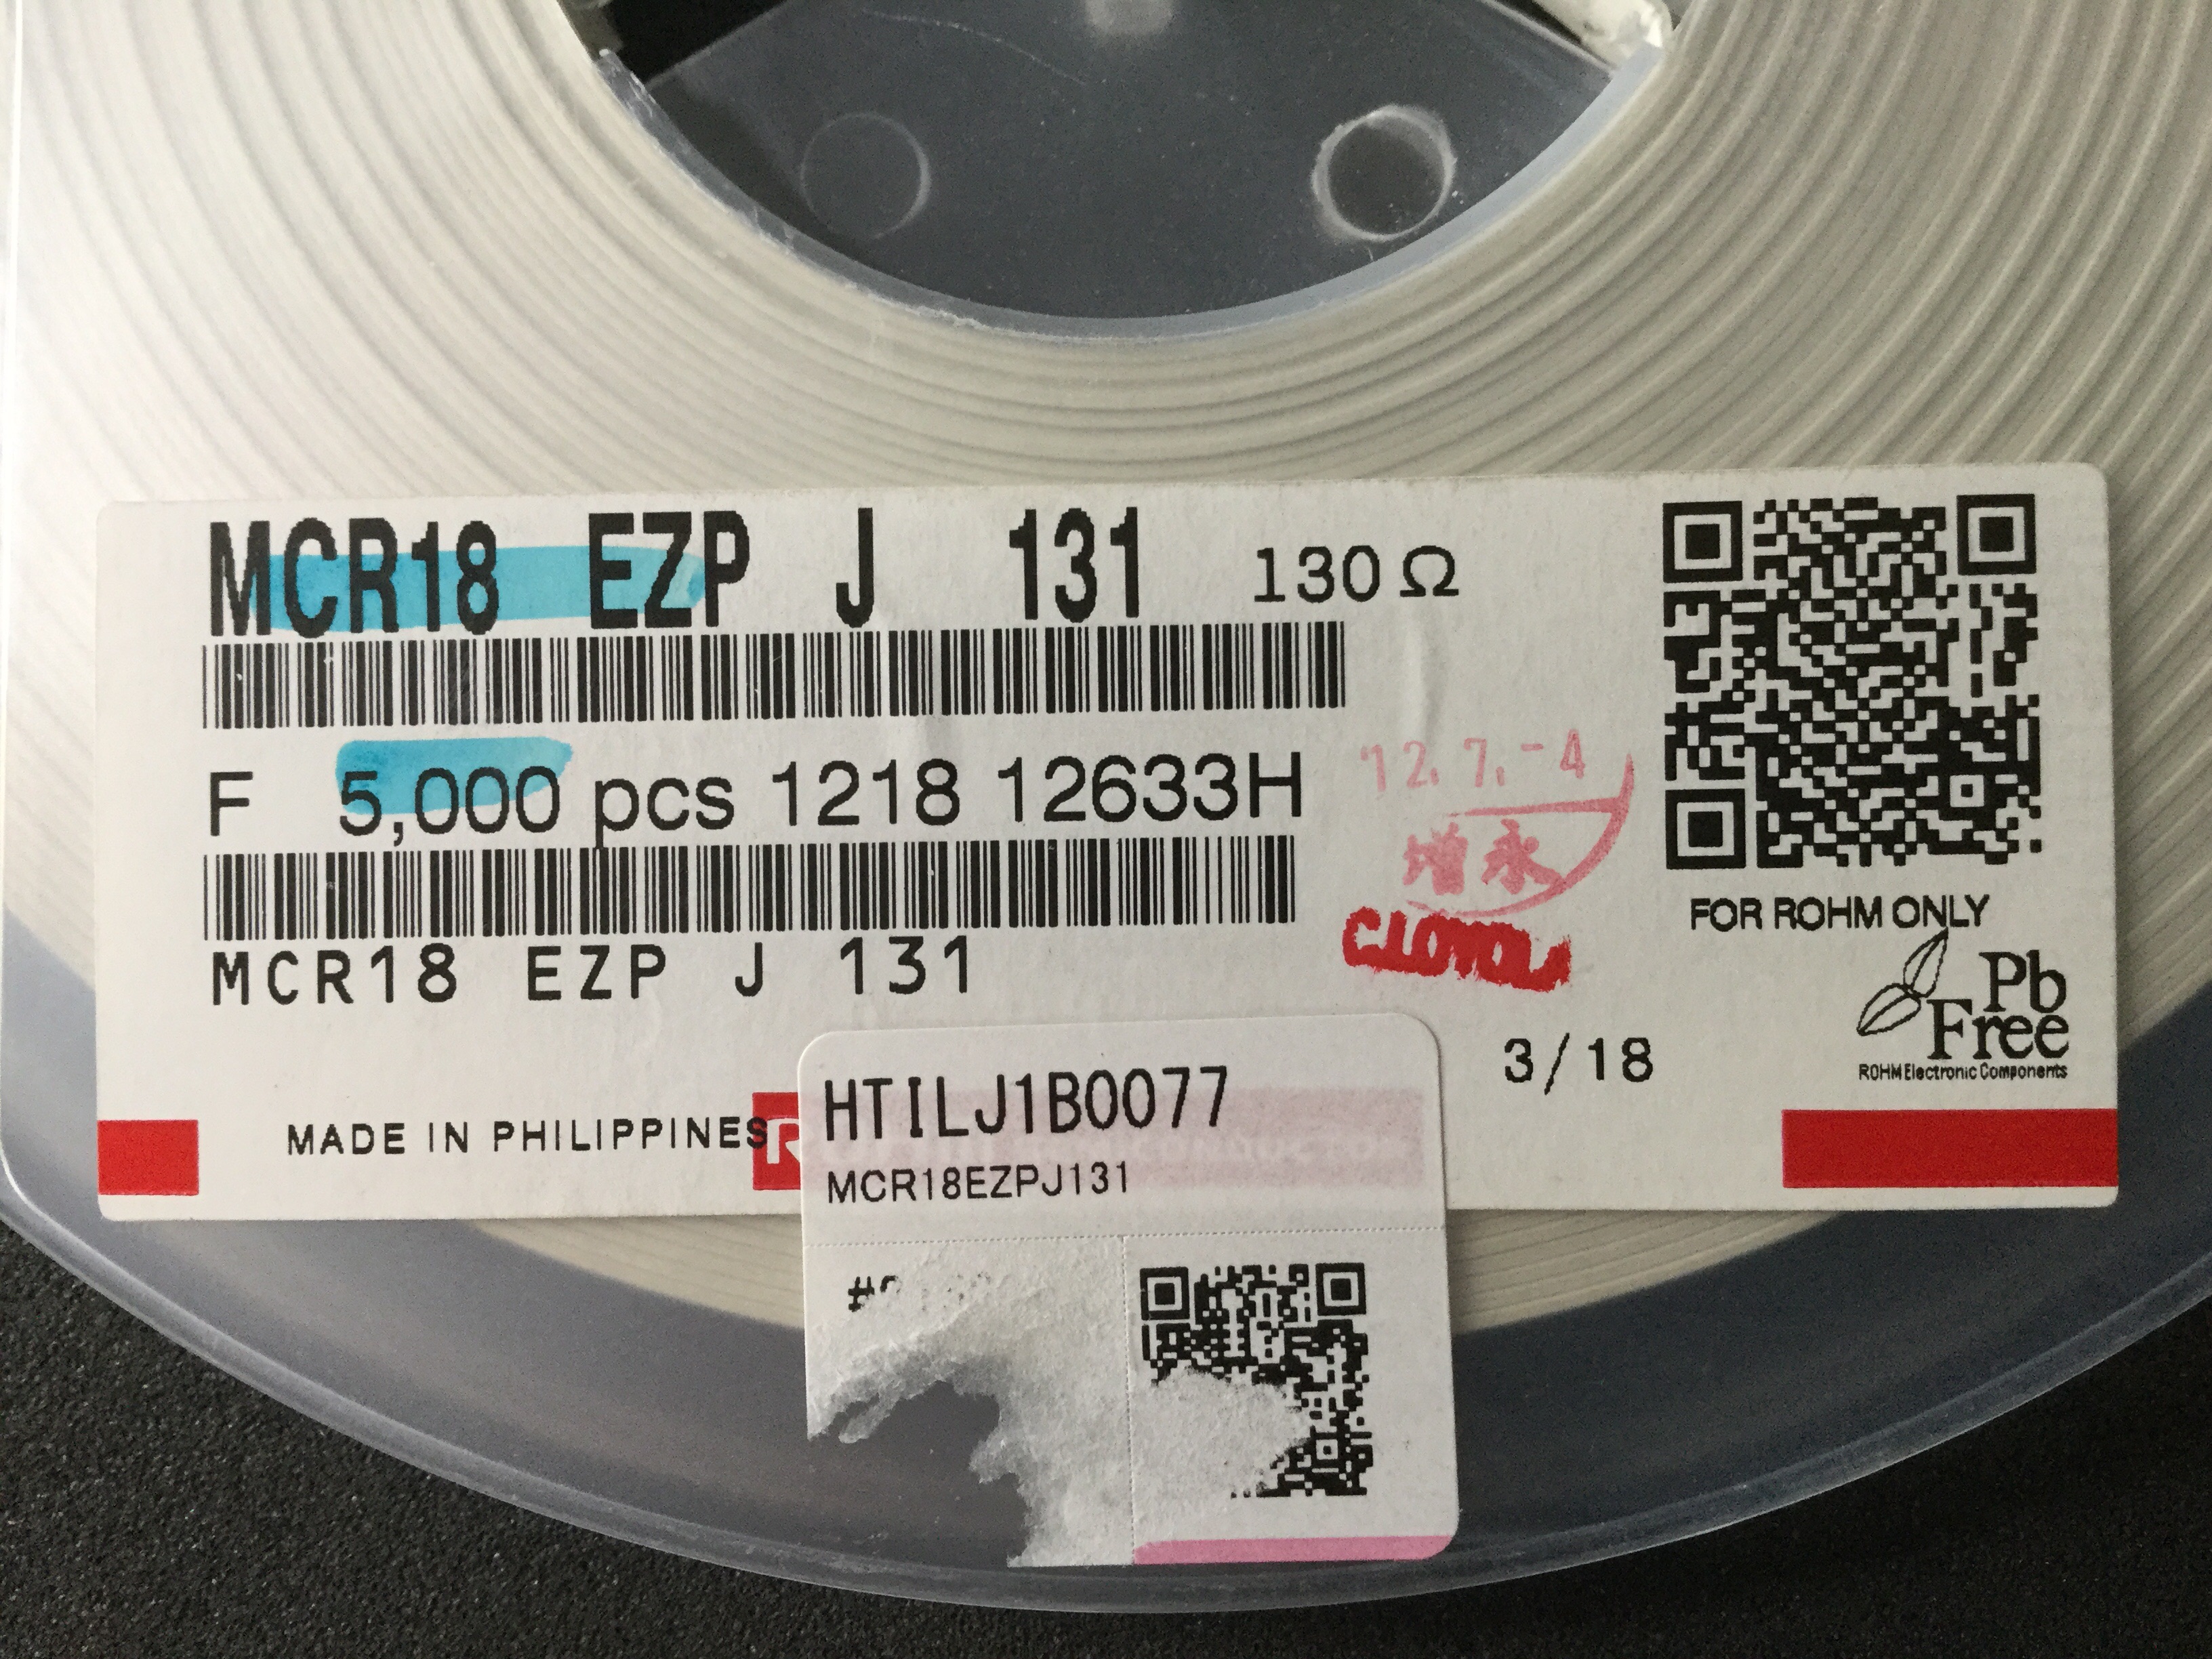 MCR18 EZP J 131 130Ω
F 5,000 pcs 1218 12633H
'12. 7. -4
増永
MCR18 EZP J 131
FOR ROHM ONLY
Pb
Free
ROHM Electronic Components
3/18
MADE IN PHILIPPINES
HTILJ1B0077
MCR18EZPJ131